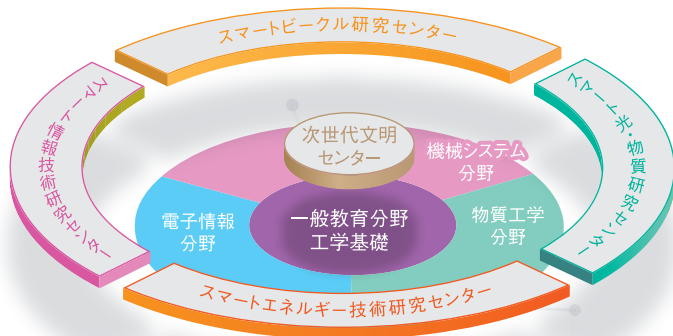 スマートビークル研究センター
スマート情報技術研究センター
スマート光・物質研究センター
次世代文明
センター
機械システム
分野
電子情報
分野
一般教育分野
工学基礎
物質工学
分野
スマートエネルギー技術研究センター